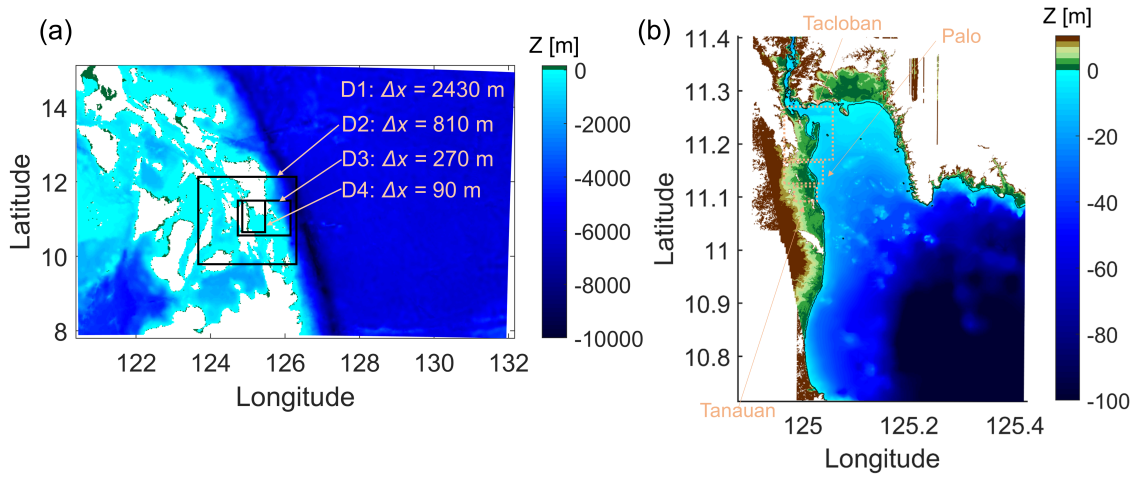 (a)
Z [m]
D1: Δx = 2430 m
D2: Δx = 810 m
D3: Δx = 270 m
D4: Δx = 90 m
14
12
10
8
Latitude
122
124
126
128
130
132
Longitude
0
-2000
-4000
-6000
-8000
-10000
(b)
Tacloban
Palo
Z [m]
11.4
11.3
11.2
11.1
11
10.9
10.8
Latitude
Tanauan
125
125.2
125.4
Longitude
0
-20
-40
-60
-80
-100